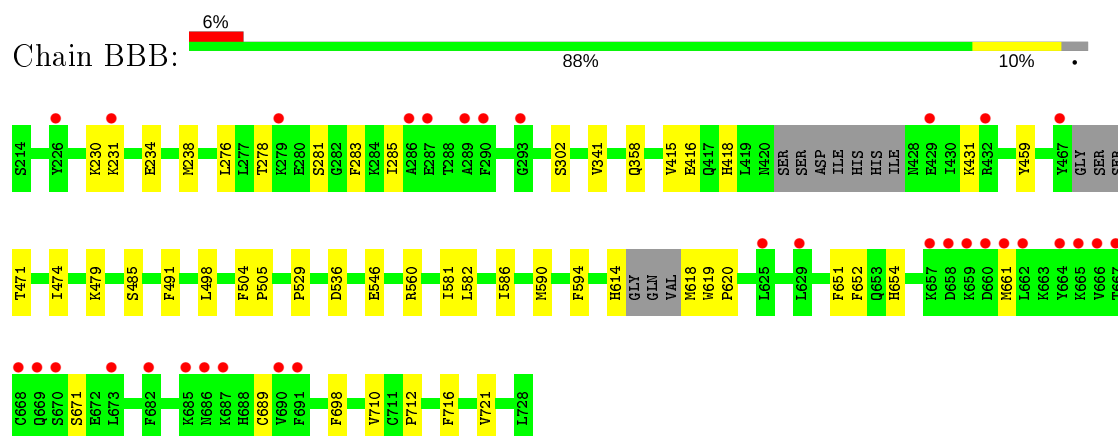 6%
Chain BBB:
88% 10% •
S214 Y226 K230 K231 E234 M238 L276 L277 T278 K279 E280 S281 G282 F283 K284 I285 A286 E287 T288 A289 F290 G293 S302 V341 Q358 V415 E416 Q417 H418 L419 N420 SER SER ASP ILE HIS HIS ILE N428 E429 I430 K431 R432 Y459 Y467 GLY SER SER
T471 I474 K479 S485 F491 L498 F504 P505 P529 D536 E546 R560 I581 L582 I586 M590 F594 H614 GLY GLN VAL M618 W619 P620 L625 L629 F651 F652 Q653 H654 K657 D658 K659 D660 M661 L662 K663 Y664 K665 V666 T667
C668 Q669 S670 S671 E672 L673 F682 K685 N686 K687 H688 C689 V690 F691 F698 V710 C711 P712 F716 V721 L728